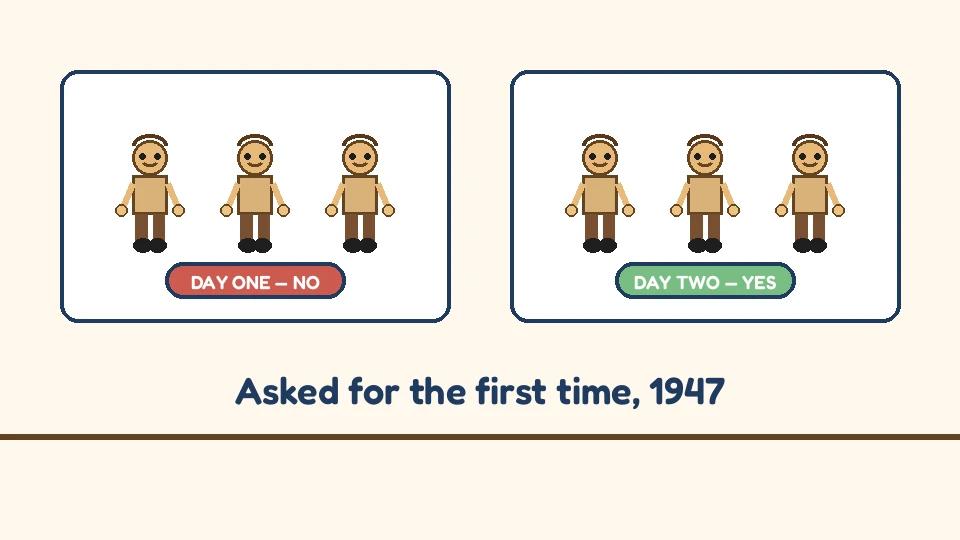 DAY ONE – NO
DAY TWO – YES
Asked for the first time, 1947